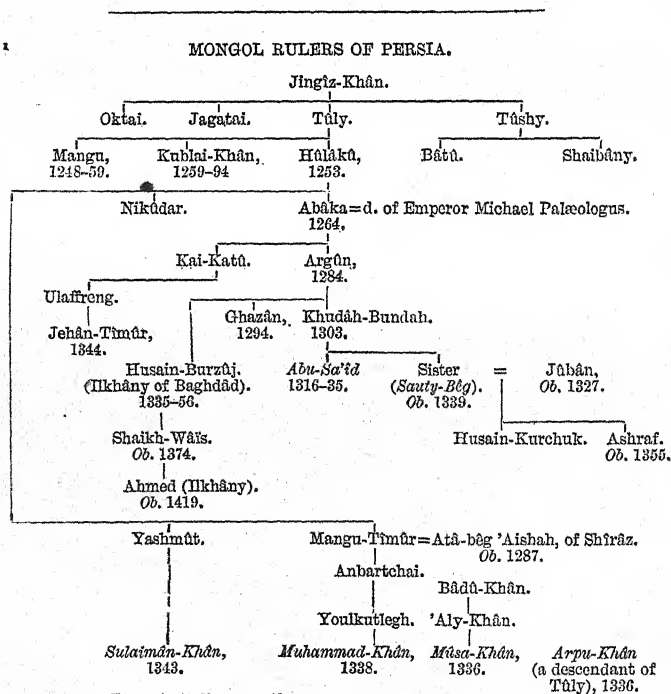 1
MONGOL RULERS OF PERSIA.
Jingîz-Khân.
Oktai. Jagatai. Tûly. Tûshy.
Mangu, Kublai-Khân, Hûlâkû, Bâtû. Shaibâny.
1248–59. 1259–94 1253.
Nikûdar. Abâka=d. of Emperor Michael Palæologus.
1264.
Kai-Katû. Argûn,
1284.
Ulaffreng.
Ghazân, Khudâh-Bundah.
Jehân-Tîmûr, 1294. 1303.
1344.
Husain-Burzûj. Abu-Sa'îd Sister = Jûbân,
(Ilkhâny of Baghdâd). 1316–35. (Sauty-Bêg). Ob. 1327.
1335–56. Ob. 1339.
Shaikh-Wâïs. Husain-Kurchuk. Ashraf.
Ob. 1374. Ob. 1355.
Ahmed (Ilkhâny).
Ob. 1419.
Yashmût. Mangu-Tîmûr=Atâ-bêg 'Aishah, of Shîrâz.
Ob. 1287.
Anbartchai.
Bâdû-Khân.
Youlkutlegh. 'Aly-Khân.
Sulaimân-Khân, Muhammad-Khân, Mûsa-Khân, Arpu-Khân
1343. 1338. 1336. (a descendant of
Tûly), 1336.